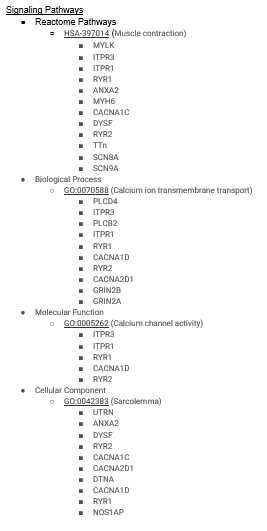 Signaling Pathways
Reactome Pathways
HSA-397014 (Muscle contraction)
MYLK
ITPR3
ITPR1
RYR1
ANXA2
MYH6
CACNA1C
DYSF
RYR2
TTn
SCN8A
SCN9A
Biological Process
GO:0070588 (Calcium ion transmembrane transport)
PLCD4
ITPR3
PLCB2
ITPR1
RYR1
CACNA1D
RYR2
CACNA2D1
GRIN2B
GRIN2A
Molecular Function
GO:0005262 (Calcium channel activity)
ITPR3
ITPR1
RYR1
CACNA1D
RYR2
Cellular Component
GO:0042383 (Sarcolemma)
UTRN
ANXA2
DYSF
RYR2
CACNA1C
CACNA2D1
DTNA
CACNA1D
RYR1
NOS1AP